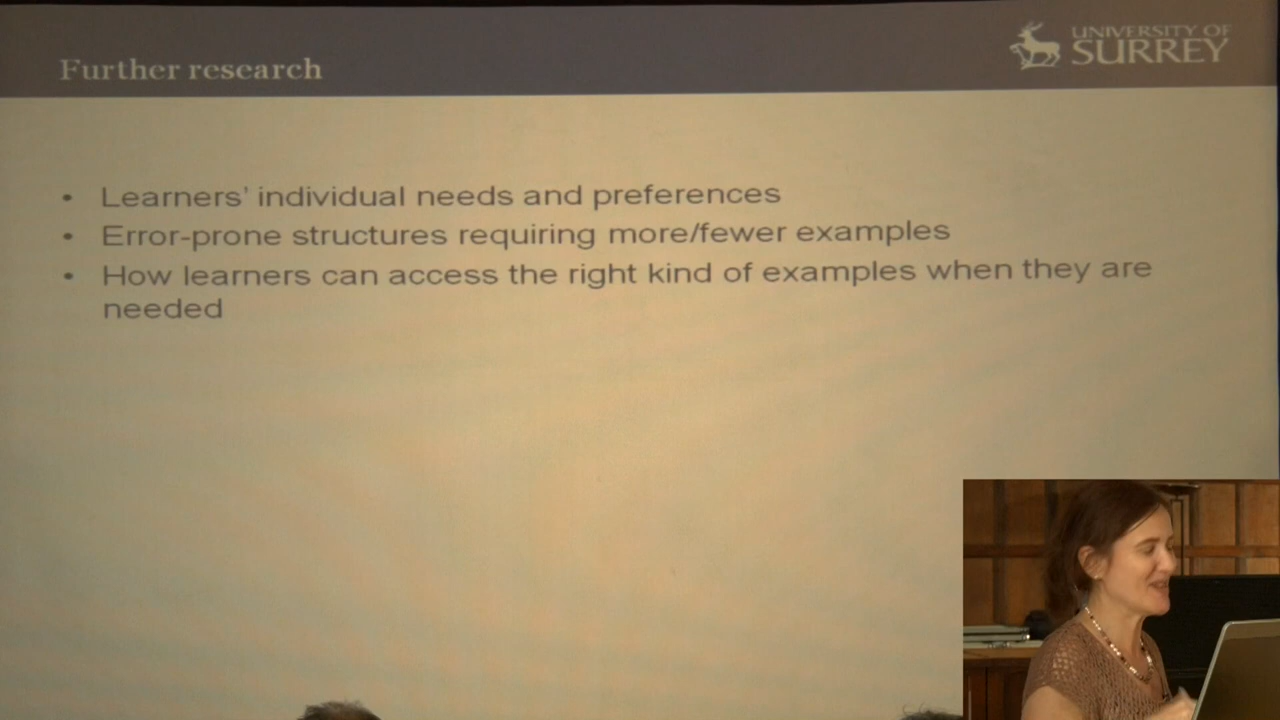 Further research
UNIVERSITY OF
SURREY
• Learners' individual needs and preferences
• Error-prone structures requiring more/fewer examples
• How learners can access the right kind of examples when they are
needed